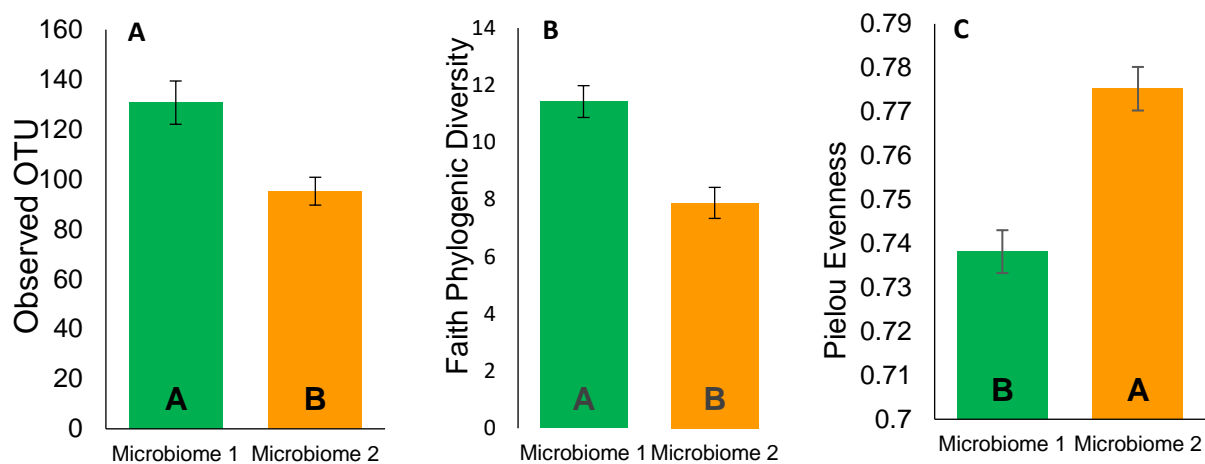 A
Observed OTU
160
140
120
100
80
60
40
20
0
A
B
Microbiome 1
Microbiome 2
B
Faith Phylogenic Diversity
14
12
10
8
6
4
2
0
A
B
Microbiome 1
Microbiome 2
C
Pielou Evenness
0.79
0.78
0.77
0.76
0.75
0.74
0.73
0.72
0.71
0.7
B
A
Microbiome 1
Microbiome 2